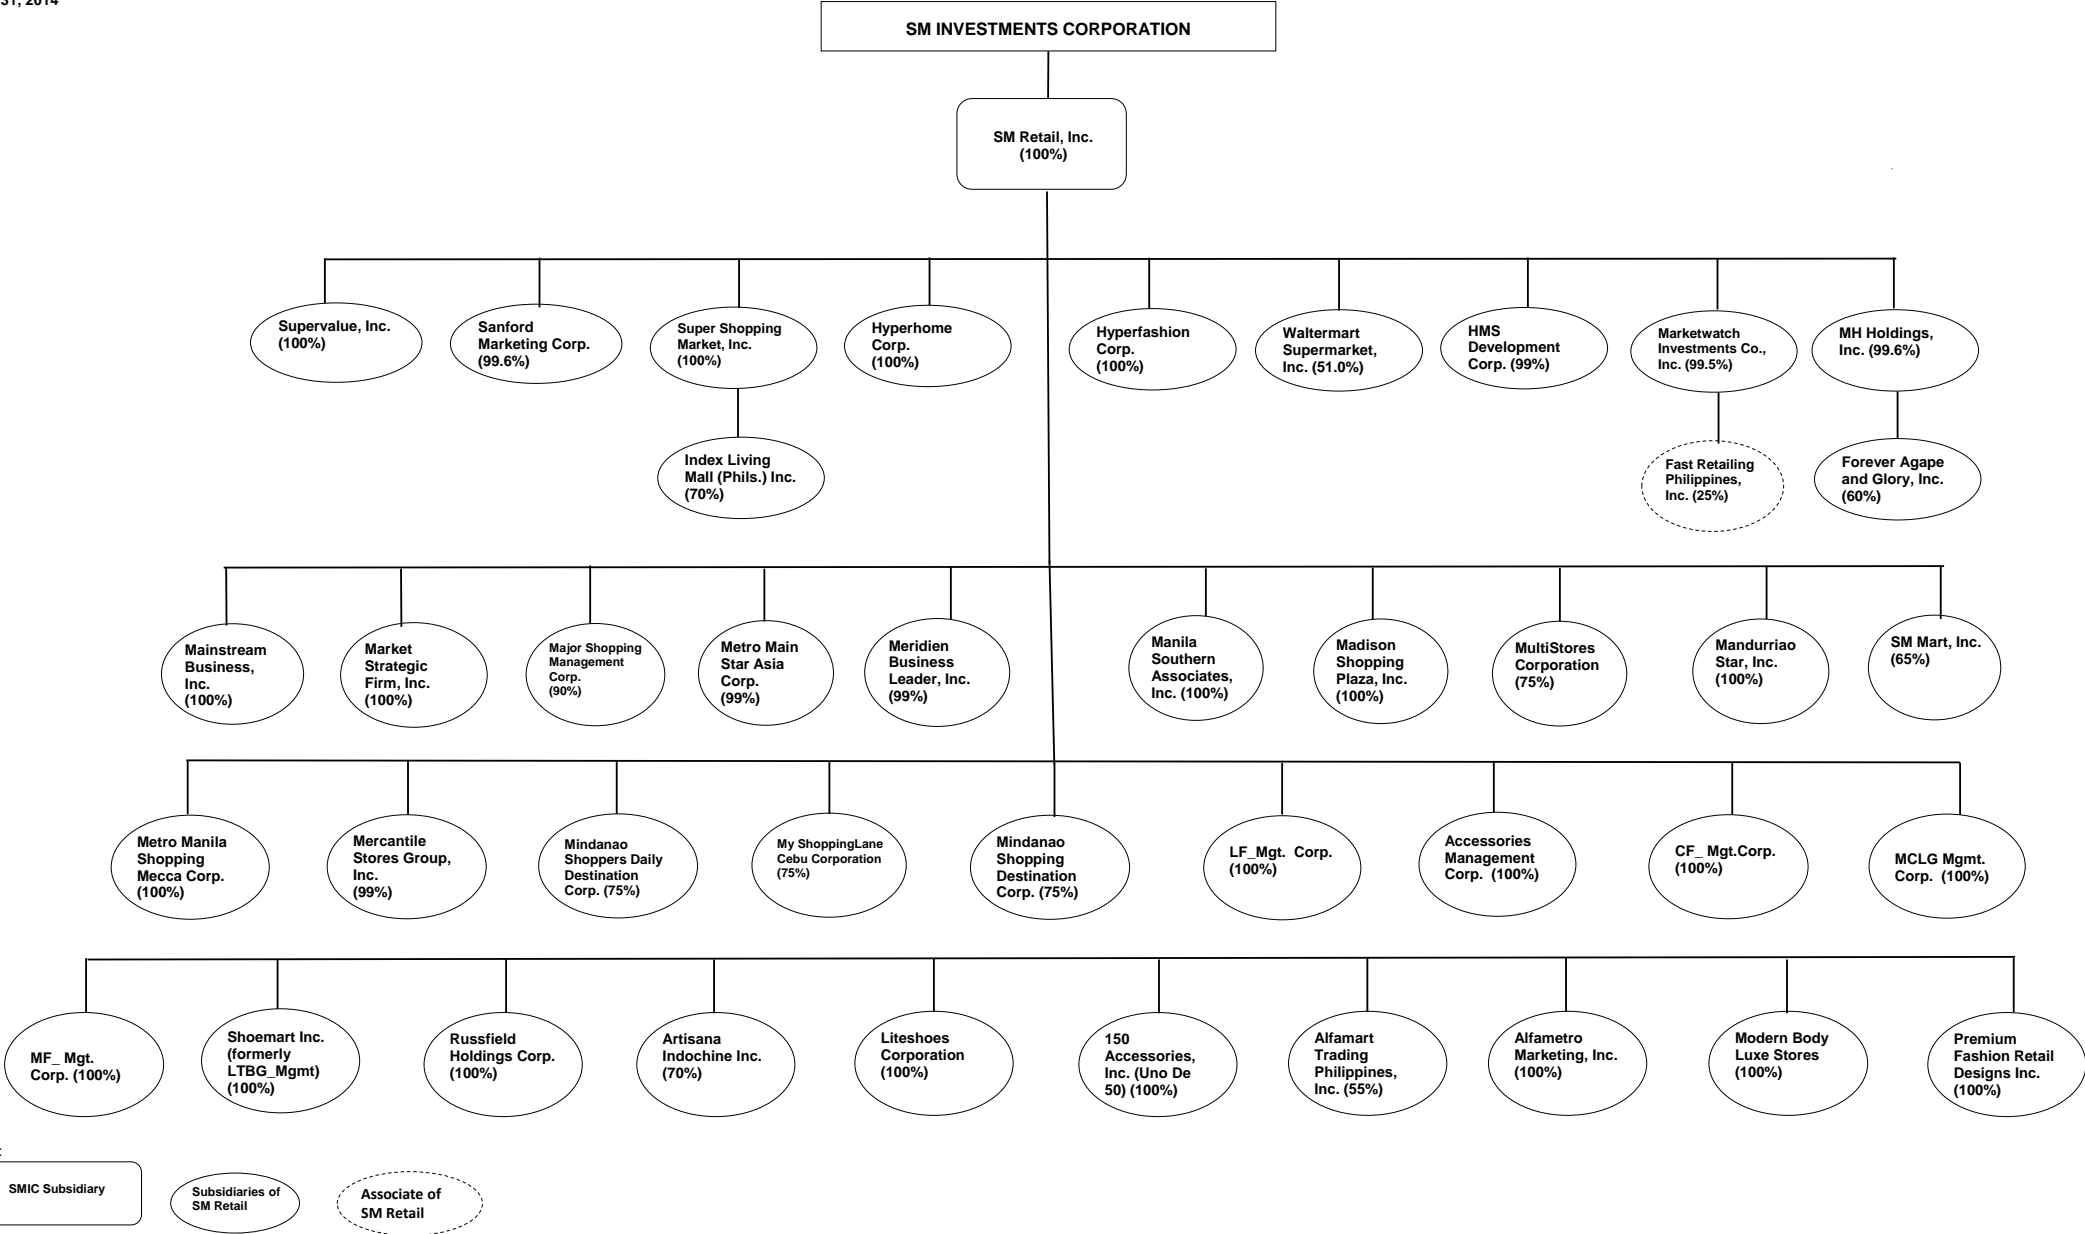 31, 2014
SM INVESTMENTS CORPORATION
SM Retail, Inc.
(100%)
Supervalue, Inc.
(100%)
Sanford
Marketing Corp.
(99.6%)
Super Shopping
Market, Inc.
(100%)
Hyperhome
Corp.
(100%)
Hyperfashion
Corp.
(100%)
Waltermart
Supermarket,
Inc. (51.0%)
HMS
Development
Corp. (99%)
Marketwatch
Investments Co.,
Inc. (99.5%)
MH Holdings,
Inc. (99.6%)
Index Living
Mall (Phils.) Inc.
(70%)
Fast Retailing
Philippines,
Inc. (25%)
Forever Agape
and Glory, Inc.
(60%)
Mainstream
Business,
Inc.
(100%)
Market
Strategic
Firm, Inc.
(100%)
Major Shopping
Management
Corp.
(90%)
Metro Main
Star Asia
Corp.
(99%)
Meridien
Business
Leader, Inc.
(99%)
Manila
Southern
Associates,
Inc. (100%)
Madison
Shopping
Plaza, Inc.
(100%)
MultiStores
Corporation
(75%)
Mandurriao
Star, Inc.
(100%)
SM Mart, Inc.
(65%)
Metro Manila
Shopping
Mecca Corp.
(100%)
Mercantile
Stores Group,
Inc.
(99%)
Mindanao
Shoppers Daily
Destination
Corp. (75%)
My ShoppingLane
Cebu Corporation
(75%)
Mindanao
Shopping
Destination
Corp. (75%)
LF_Mgt. Corp.
(100%)
Accessories
Management
Corp. (100%)
CF_ Mgt.Corp.
(100%)
MCLG Mgmt.
Corp. (100%)
MF_ Mgt.
Corp. (100%)
Shoemart Inc.
(formerly
LTBG_Mgmt)
(100%)
Russfield
Holdings Corp.
(100%)
Artisana
Indochine Inc.
(70%)
Liteshoes
Corporation
(100%)
150
Accessories,
Inc. (Uno De
50) (100%)
Alfamart
Trading
Philippines,
Inc. (55%)
Alfametro
Marketing, Inc.
(100%)
Modern Body
Luxe Stores
(100%)
Premium
Fashion Retail
Designs Inc.
(100%)
SMIC Subsidiary
Subsidiaries of
SM Retail
Associate of
SM Retail